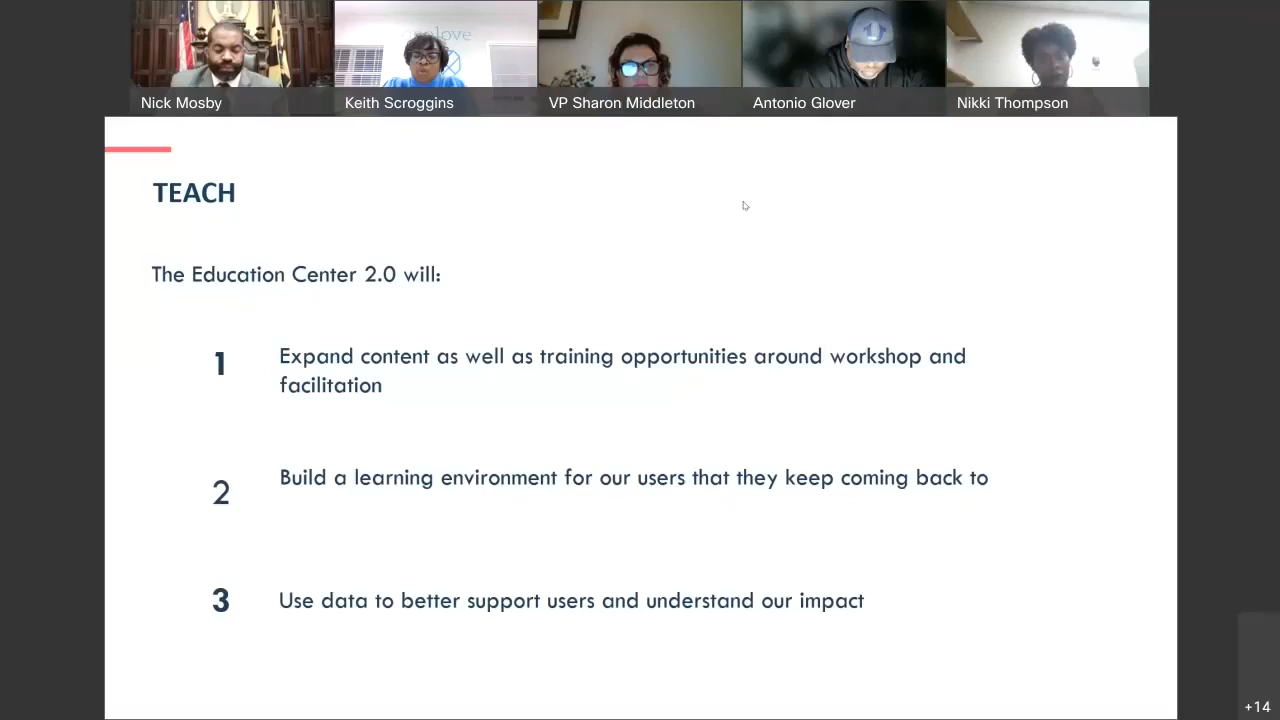 Nick Mosby
Keith Scroggins
VP Sharon Middleton
Antonio Glover
Nikki Thompson
TEACH
The Education Center 2.0 will:
1
Expand content as well as training opportunities around workshop and
facilitation
2
Build a learning environment for our users that they keep coming back to
3
Use data to better support users and understand our impact
+14